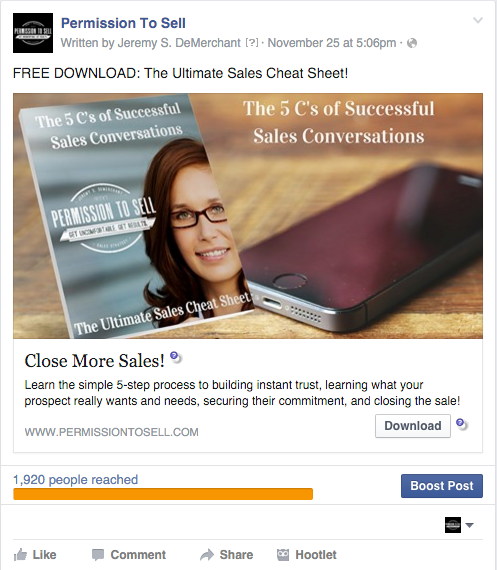 Permission To Sell
Written by Jeremy S. DeMerchant [?] · November 25 at 5:06pm ·
FREE DOWNLOAD: The Ultimate Sales Cheat Sheet!
The 5 C's of Successful
Sales Conversations
The 5 C's of Successful
Sales Conversations
PERMISSION TO SELL
GET UNCOMFORTABLE. GET RESULTS.
The Ultimate Sales Cheat Sheet
Close More Sales! ?
Learn the simple 5-step process to building instant trust, learning what your
prospect really wants and needs, securing their commitment, and closing the sale!
WWW.PERMISSIONTOSELL.COM
Download ?
1,920 people reached
Boost Post
Like Comment Share Hootlet